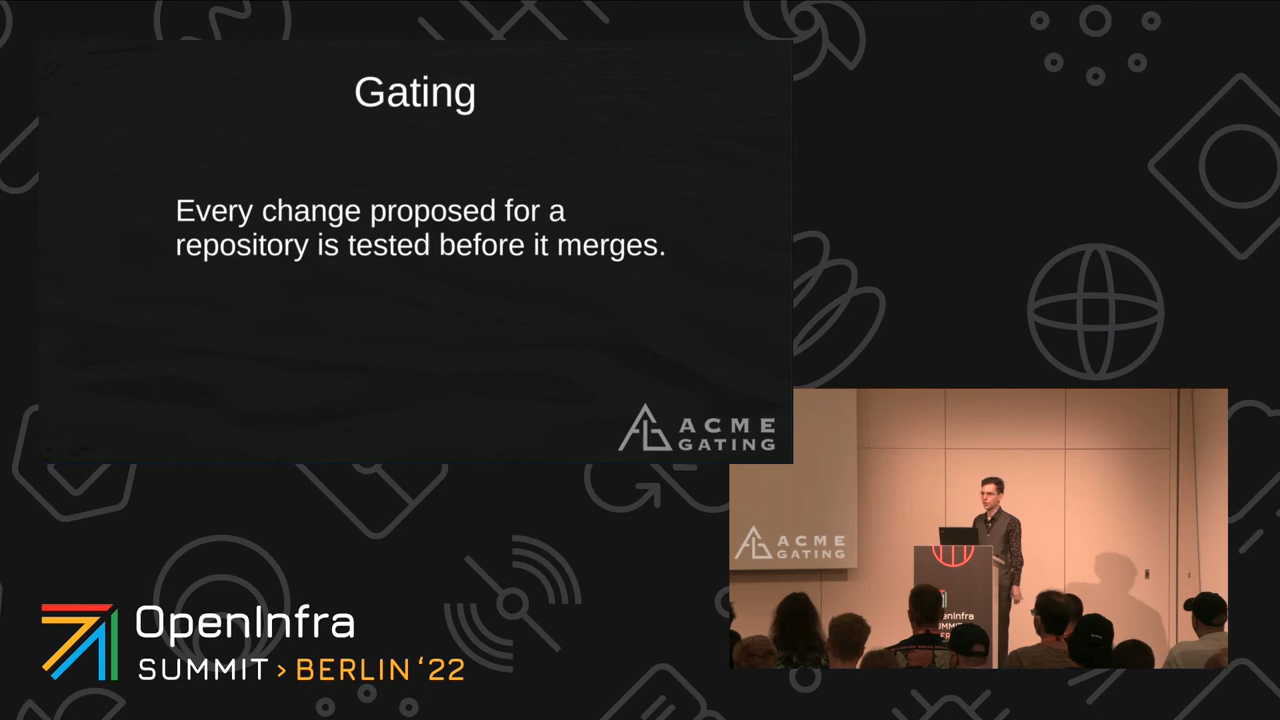 Gating
Every change proposed for a
repository is tested before it merges.
ACME
GATING
ACME
GATING
OpenInfra
SUMMIT > BERLIN '22